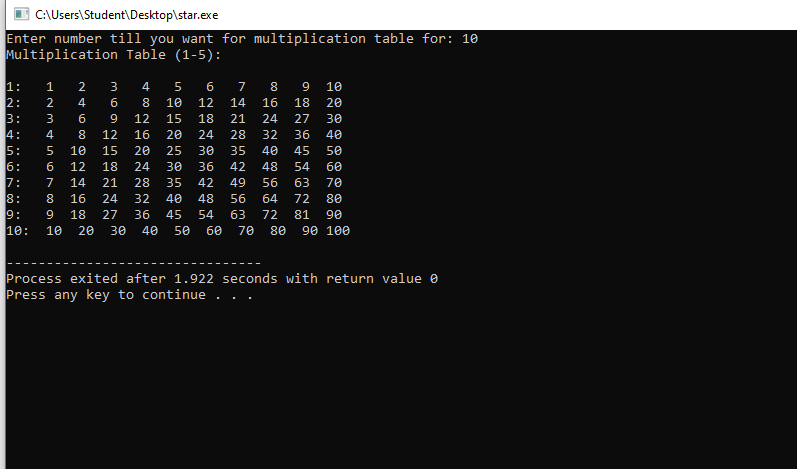 C:\Users\Student\Desktop\star.exe
Enter number till you want for multiplication table for: 10
Multiplication Table (1-5):
1:   1   2   3   4   5   6   7   8   9  10
2:   2   4   6   8  10  12  14  16  18  20
3:   3   6   9  12  15  18  21  24  27  30
4:   4   8  12  16  20  24  28  32  36  40
5:   5  10  15  20  25  30  35  40  45  50
6:   6  12  18  24  30  36  42  48  54  60
7:   7  14  21  28  35  42  49  56  63  70
8:   8  16  24  32  40  48  56  64  72  80
9:   9  18  27  36  45  54  63  72  81  90
10:  10  20  30  40  50  60  70  80  90 100
--------------------------------
Process exited after 1.922 seconds with return value 0
Press any key to continue . . .